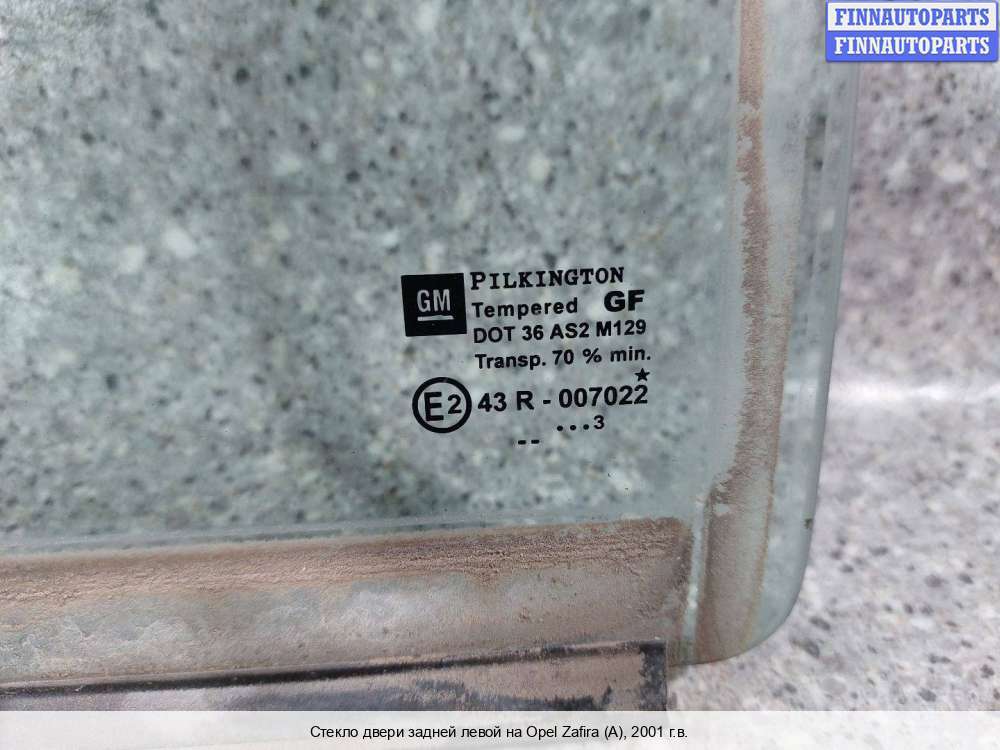 FINNAUTOPARTS
FINNAUTOPARTS
GM
PILKINGTON
Tempered GF
DOT 36 AS2 M129
Transp. 70 % min.
E2 43 R - 007022
...3
--
Стекло двери задней левой на Opel Zafira (A), 2001 г.в.